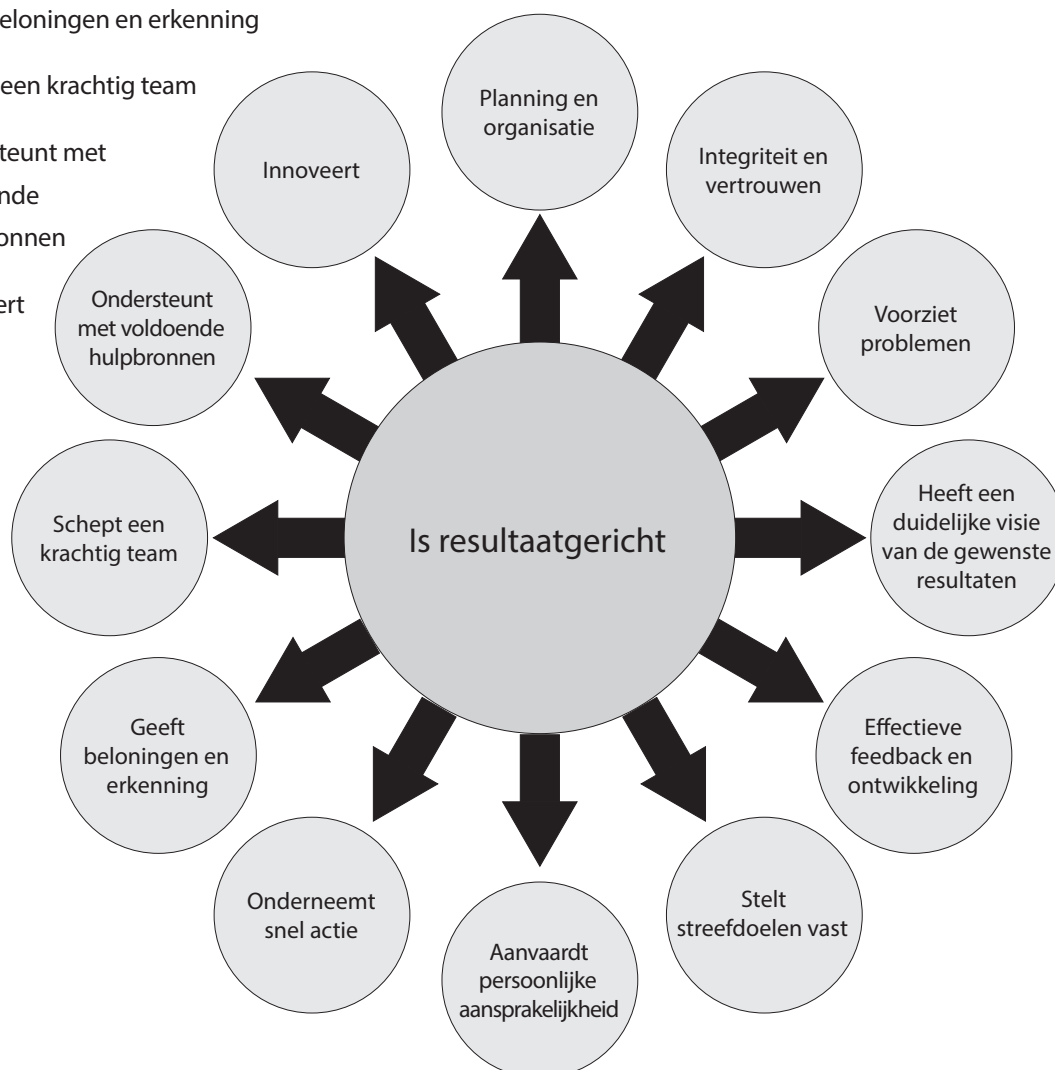 eloningen en erkenning
een krachtig team
teunt met
nde
onnen
ert
Planning en
organisatie
Integriteit en
vertrouwen
Voorziet
problemen
Heeft een
duidelijke visie
van de gewenste
resultaten
Effectieve
feedback en
ontwikkeling
Stelt
streefdoelen vast
Aanvaardt
persoonlijke
aansprakelijkheid
Onderneemt
snel actie
Geeft
beloningen en
erkenning
Schept een
krachtig team
Ondersteunt
met voldoende
hulpbronnen
Innoveert
Is resultaatgericht